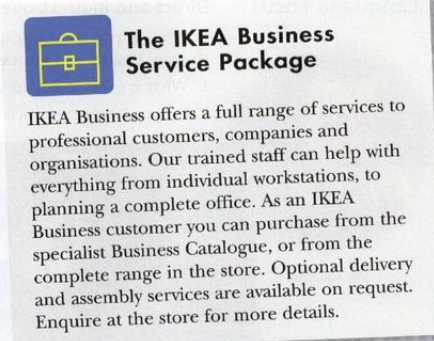 The IKEA Business
Service Package
IKEA Business offers a full range of services to
professional customers, companies and
organisations. Our trained staff can help with
everything from individual workstations, to
planning a complete office. As an IKEA
Business customer you can purchase from the
specialist Business Catalogue, or from the
complete range in the store. Optional delivery
and assembly services are available on request.
Enquire at the store for more details.